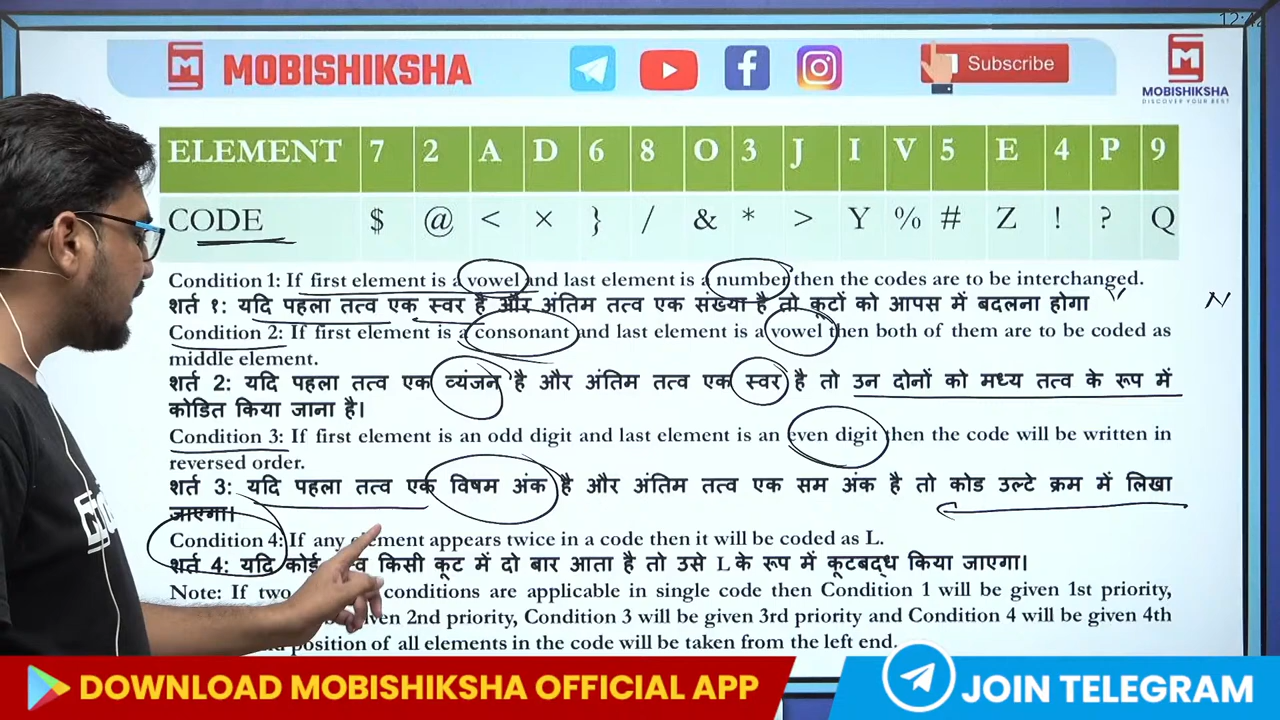 12:42
MOBISHIKSHA
Subscribe
MOBISHIKSHA
DISCOVER YOUR BEST
ELEMENT 7 2 A D 6 8 O 3 J I V 5 E 4 P 9
CODE $ @ < × } / & * > Y % # Z ! ? Q
Condition 1: If first element is a vowel and last element is a number then the codes are to be interchanged.
शर्त १: यदि पहला तत्व एक स्वर है और अंतिम तत्व एक संख्या है तो कूटों को आपस में बदलना होगा
N
Condition 2: If first element is a consonant and last element is a vowel then both of them are to be coded as
middle element.
शर्त 2: यदि पहला तत्व एक व्यंजन है और अंतिम तत्व एक स्वर है तो उन दोनों को मध्य तत्व के रूप में
कोडित किया जाना है।
Condition 3: If first element is an odd digit and last element is an even digit then the code will be written in
reversed order.
शर्त 3: यदि पहला तत्व एक विषम अंक है और अंतिम तत्व एक सम अंक है तो कोड उल्टे क्रम में लिखा
जाएगा।
Condition 4: If any element appears twice in a code then it will be coded as L.
शर्त 4: यदि कोई किसी कूट में दो बार आता है तो उसे L के रूप में कूटबद्ध किया जाएगा।
Note: If two conditions are applicable in single code then Condition 1 will be given 1st priority,
2nd priority, Condition 3 will be given 3rd priority and Condition 4 will be given 4th
position of all elements in the code will be taken from the left end.
DOWNLOAD MOBISHIKSHA OFFICIAL APP
JOIN TELEGRAM